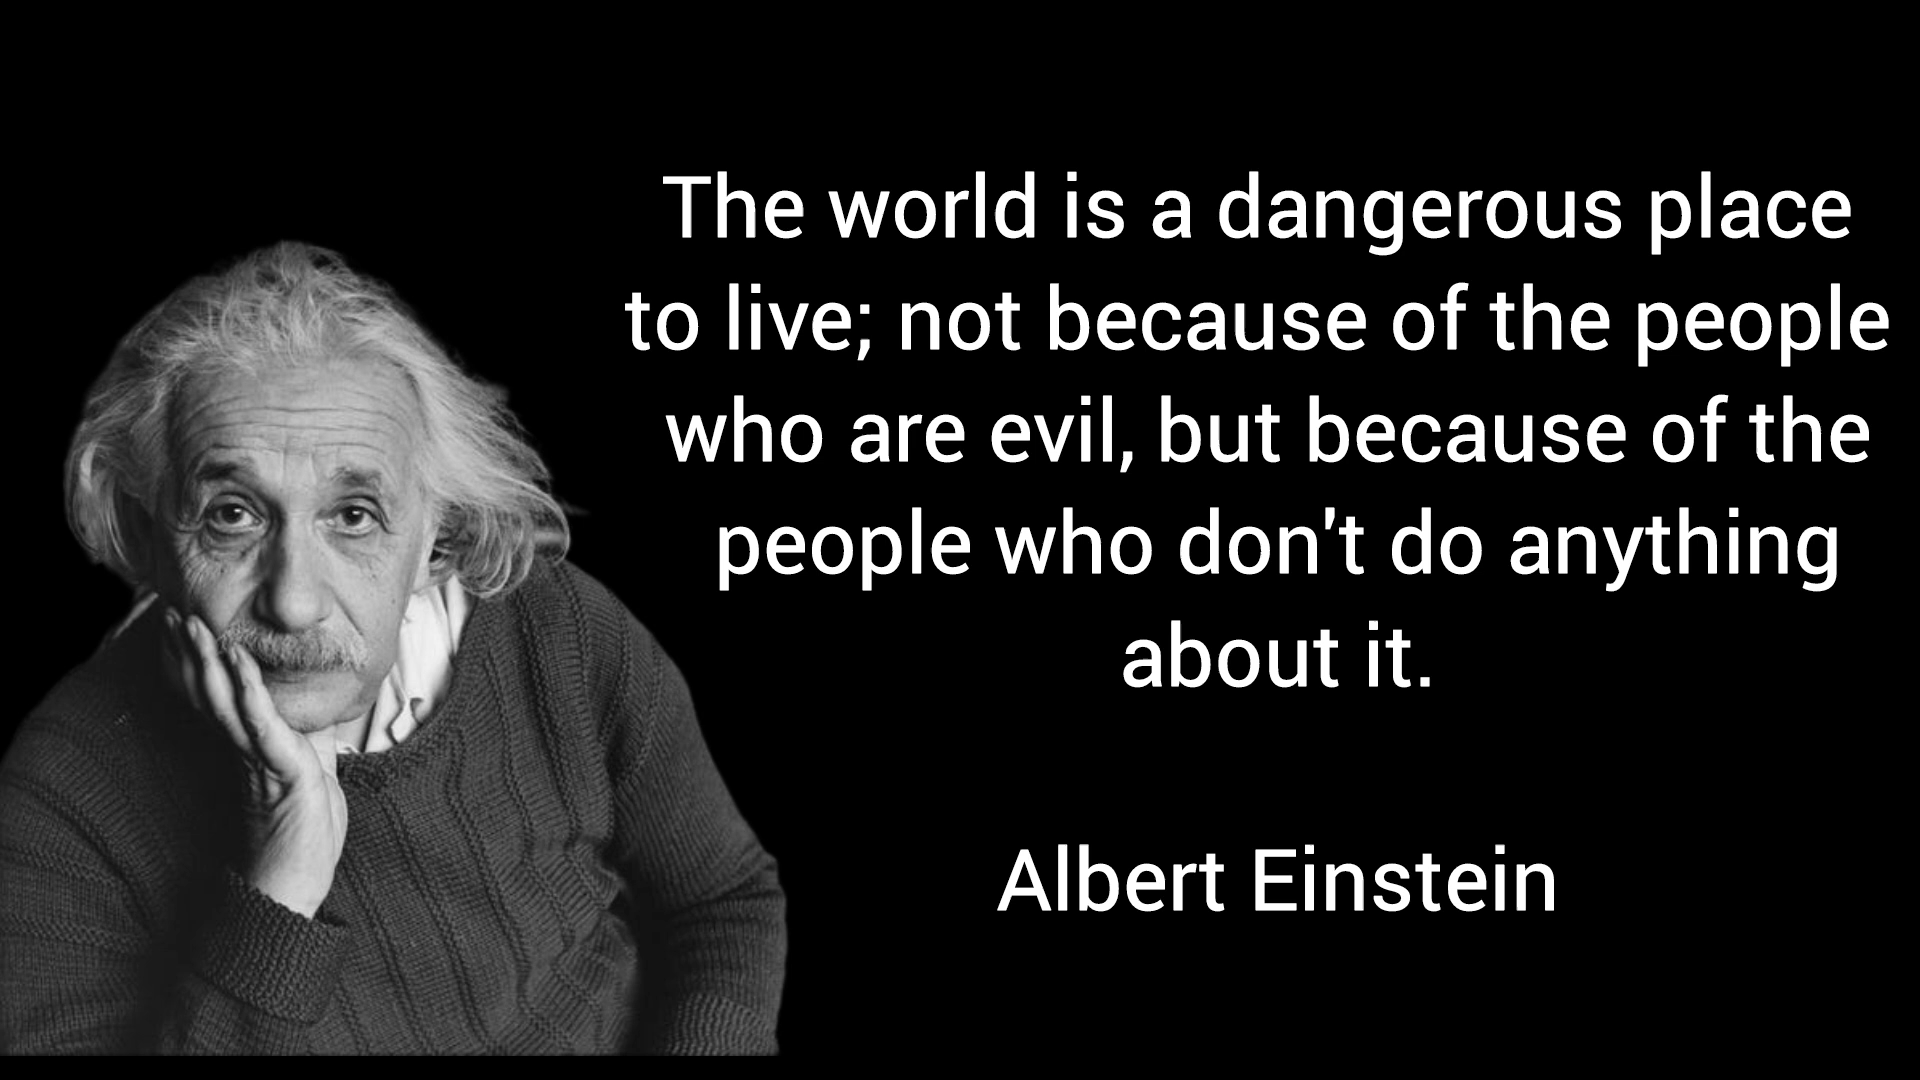 The world is a dangerous place
to live; not because of the people
who are evil, but because of the
people who don't do anything
about it.
Albert Einstein